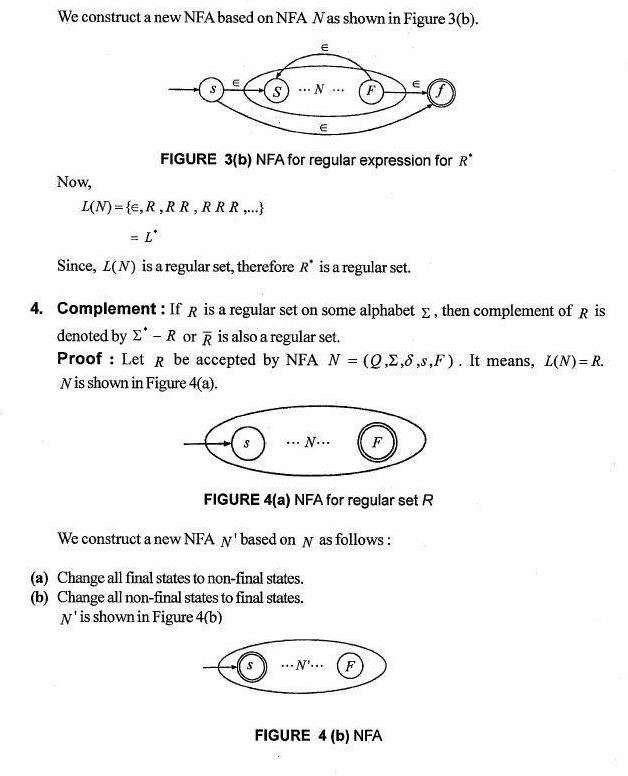 We construct a new NFA based on NFA N as shown in Figure 3(b).
∈
s ∈ S ... N ... F ∈ f
∈
FIGURE 3(b) NFA for regular expression for R*
Now,
L(N) = {∈, R , R R , R R R ,...}
= L*
Since, L(N) is a regular set, therefore R* is a regular set.
4. Complement : If R is a regular set on some alphabet Σ , then complement of R is
denoted by Σ* – R or R̅ is also a regular set.
Proof : Let R be accepted by NFA N = (Q,Σ,δ,s,F) . It means, L(N) = R.
N is shown in Figure 4(a).
s ... N... F
FIGURE 4(a) NFA for regular set R
We construct a new NFA N' based on N as follows :
(a) Change all final states to non-final states.
(b) Change all non-final states to final states.
N' is shown in Figure 4(b)
s ...N'... F
FIGURE 4 (b) NFA